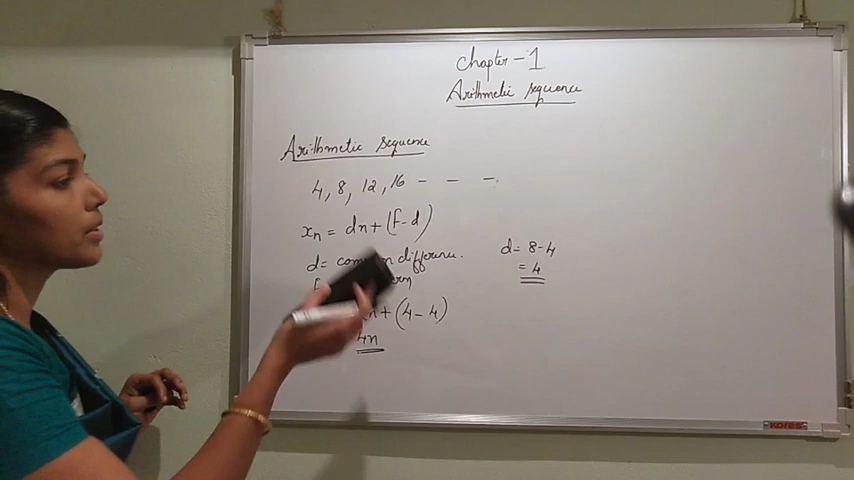 Chapter - 1
Arithmetic sequence
Arithmetic sequence
4, 8, 12, 16 - - -.
xn = dn + (f-d)
d = common difference.
f
n + (4 - 4)
4n
d = 8 - 4
= 4
KORES